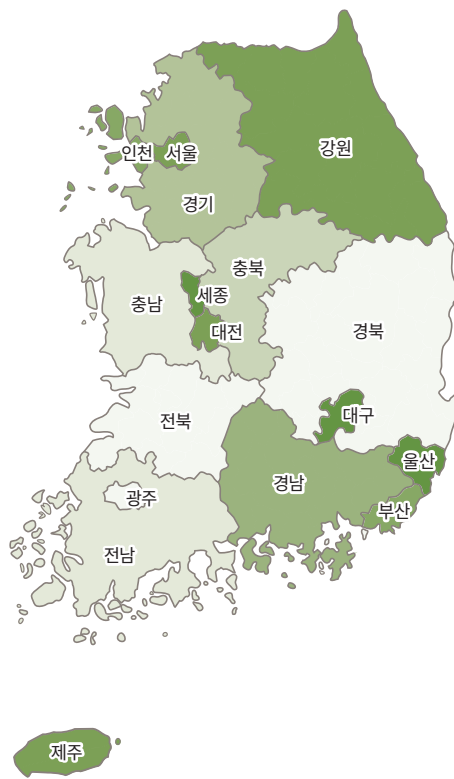 강원
인천
서울
경기
충북
세종
충남
대전
경북
대구
전북
울산
경남
광주
부산
전남
제주